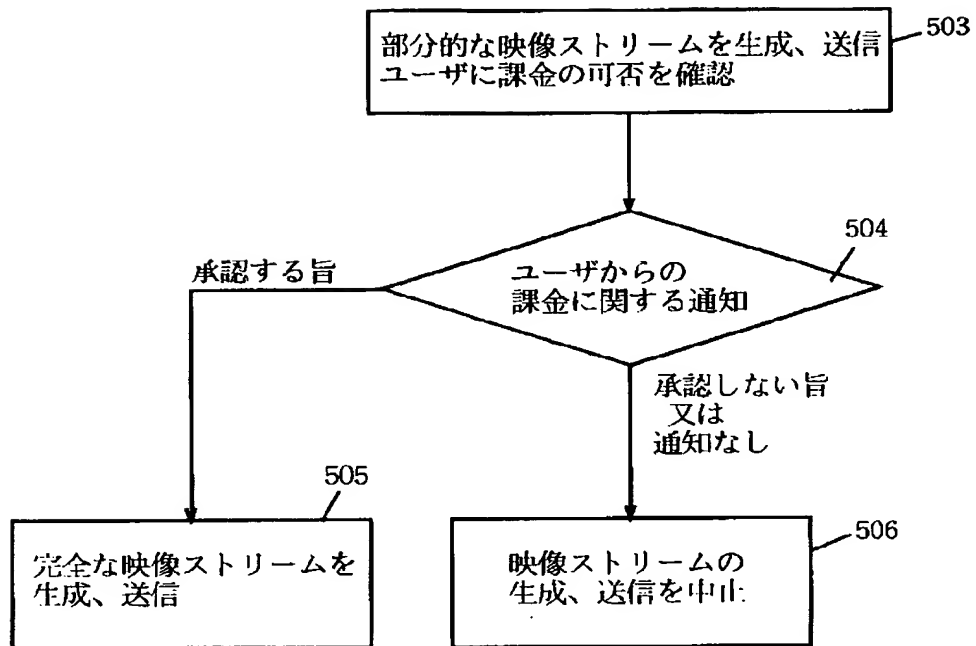 部分的な映像ストリームを生成、送信
ユーザに課金の可否を確認
503
504
ユーザからの
課金に関する通知
承認する旨
承認しない旨
又は
通知なし
505
完全な映像ストリームを
生成、送信
506
映像ストリームの
生成、送信を中止